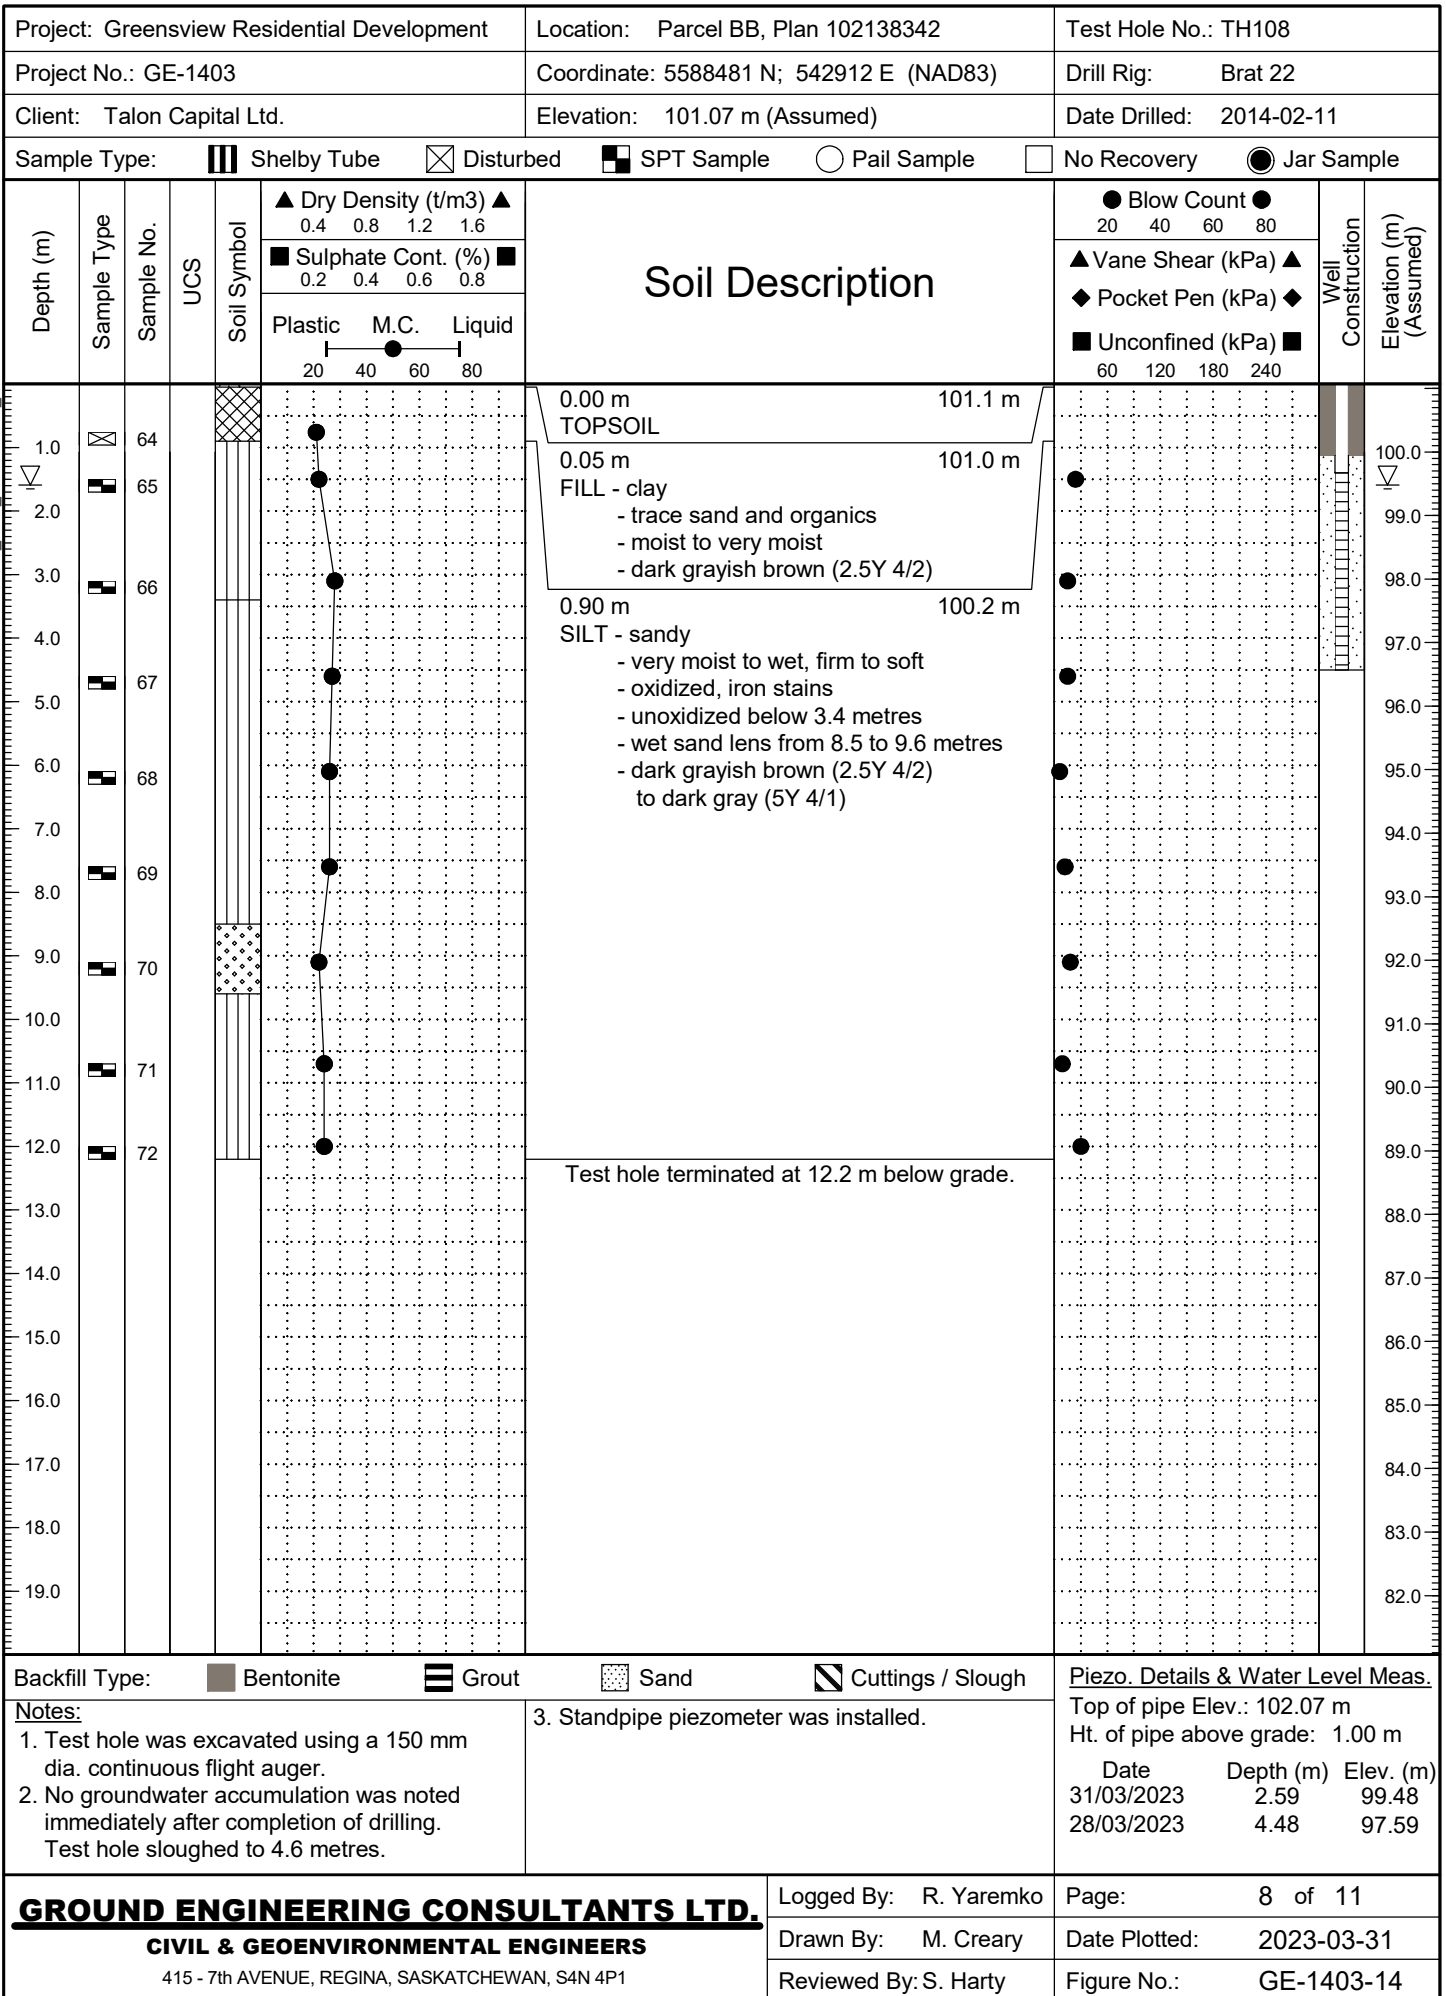 Project: Greensview Residential Development
Location: Parcel BB, Plan 102138342
Test Hole No.: TH108
Project No.: GE-1403
Coordinate: 5588481 N; 542912 E (NAD83)
Drill Rig: Brat 22
Client: Talon Capital Ltd.
Elevation: 101.07 m (Assumed)
Date Drilled: 2014-02-11
Sample Type: Shelby Tube Disturbed SPT Sample Pail Sample No Recovery Jar Sample
Depth (m)
Sample Type
Sample No.
UCS
Soil Symbol
Dry Density (t/m3)
0.4 0.8 1.2 1.6
Sulphate Cont. (%)
0.2 0.4 0.6 0.8
Plastic M.C. Liquid
20 40 60 80
Soil Description
Blow Count
20 40 60 80
Vane Shear (kPa)
Pocket Pen (kPa)
Unconfined (kPa)
60 120 180 240
Well Construction
Elevation (m) (Assumed)
1.0
2.0
3.0
4.0
5.0
6.0
7.0
8.0
9.0
10.0
11.0
12.0
13.0
14.0
15.0
16.0
17.0
18.0
19.0
64
65
66
67
68
69
70
71
72
0.00 m 101.1 m
TOPSOIL
0.05 m 101.0 m
FILL - clay
- trace sand and organics
- moist to very moist
- dark grayish brown (2.5Y 4/2)
0.90 m 100.2 m
SILT - sandy
- very moist to wet, firm to soft
- oxidized, iron stains
- unoxidized below 3.4 metres
- wet sand lens from 8.5 to 9.6 metres
- dark grayish brown (2.5Y 4/2)
to dark gray (5Y 4/1)
Test hole terminated at 12.2 m below grade.
100.0
99.0
98.0
97.0
96.0
95.0
94.0
93.0
92.0
91.0
90.0
89.0
88.0
87.0
86.0
85.0
84.0
83.0
82.0
Backfill Type: Bentonite Grout Sand Cuttings / Slough
Notes:
1. Test hole was excavated using a 150 mm
dia. continuous flight auger.
2. No groundwater accumulation was noted
immediately after completion of drilling.
Test hole sloughed to 4.6 metres.
3. Standpipe piezometer was installed.
Piezo. Details & Water Level Meas.
Top of pipe Elev.: 102.07 m
Ht. of pipe above grade: 1.00 m
Date Depth (m) Elev. (m)
31/03/2023 2.59 99.48
28/03/2023 4.48 97.59
GROUND ENGINEERING CONSULTANTS LTD.
CIVIL & GEOENVIRONMENTAL ENGINEERS
415 - 7th AVENUE, REGINA, SASKATCHEWAN, S4N 4P1
Logged By: R. Yaremko
Drawn By: M. Creary
Reviewed By: S. Harty
Page: 8 of 11
Date Plotted: 2023-03-31
Figure No.: GE-1403-14